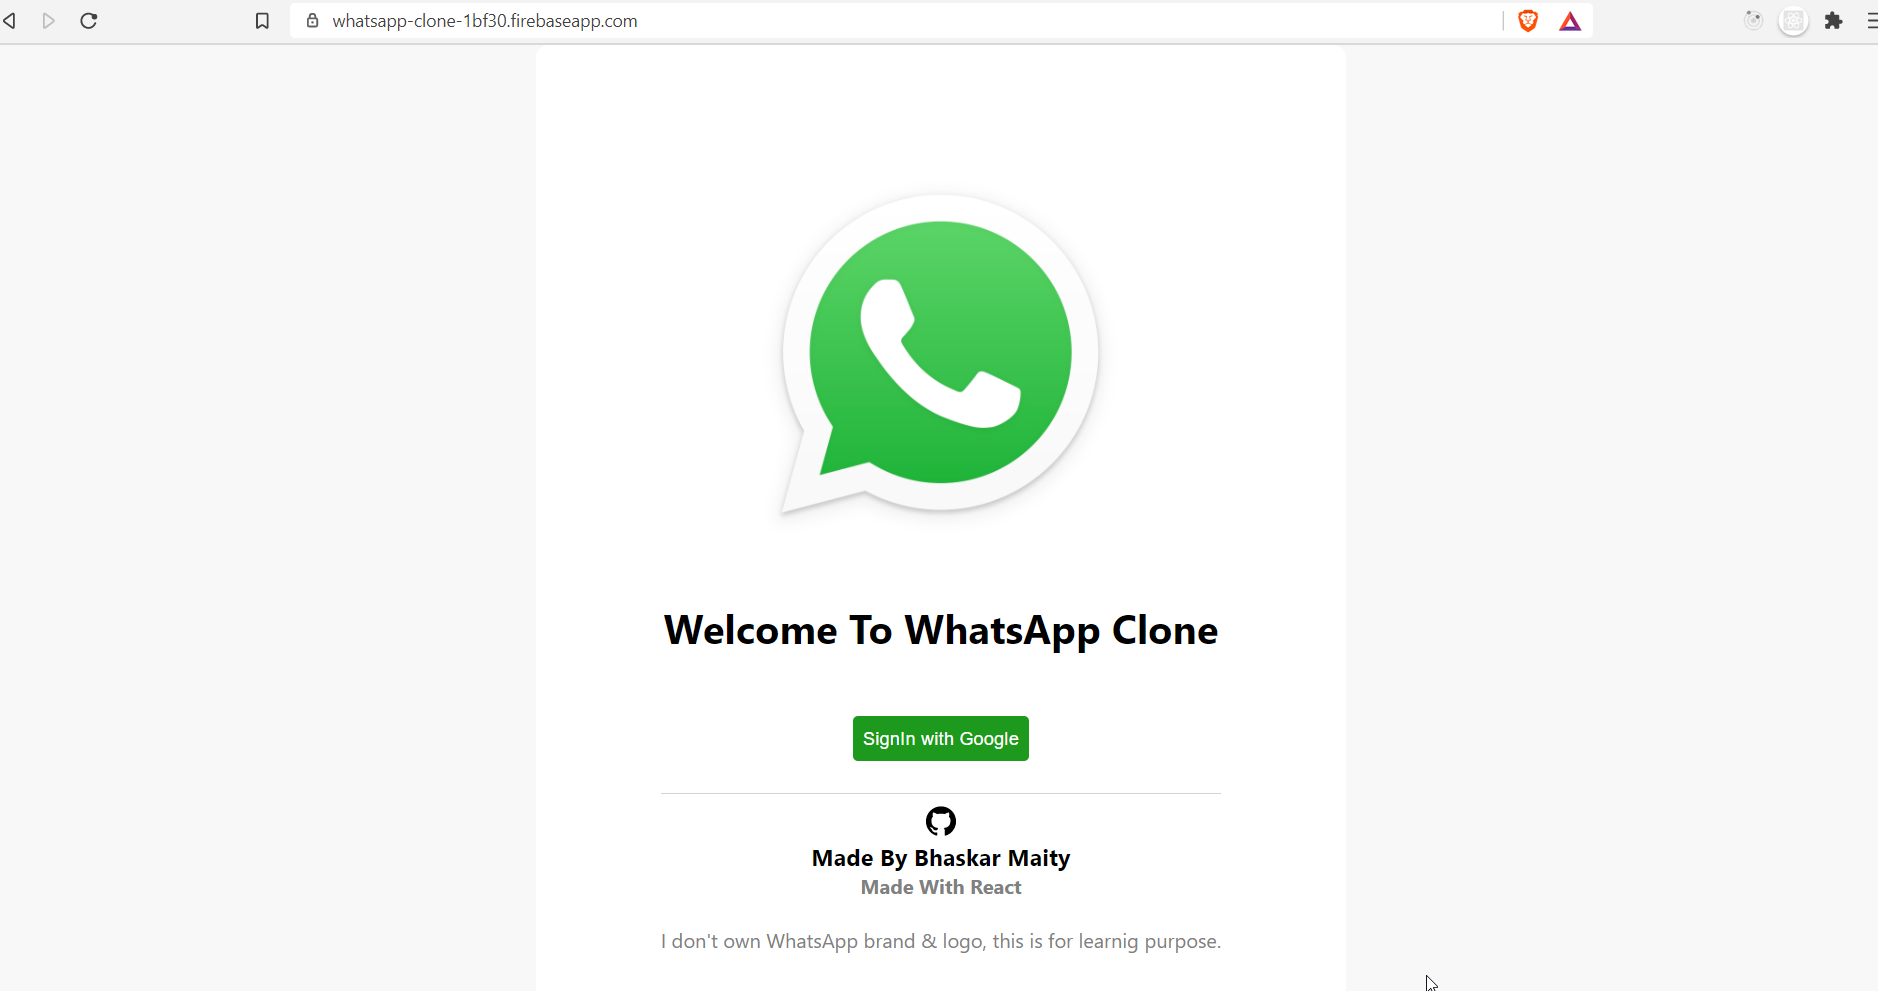 whatsapp-clone-1bf30.firebaseapp.com
Welcome To WhatsApp Clone
SignIn with Google
Made By Bhaskar Maity
Made With React
I don't own WhatsApp brand & logo, this is for learnig purpose.